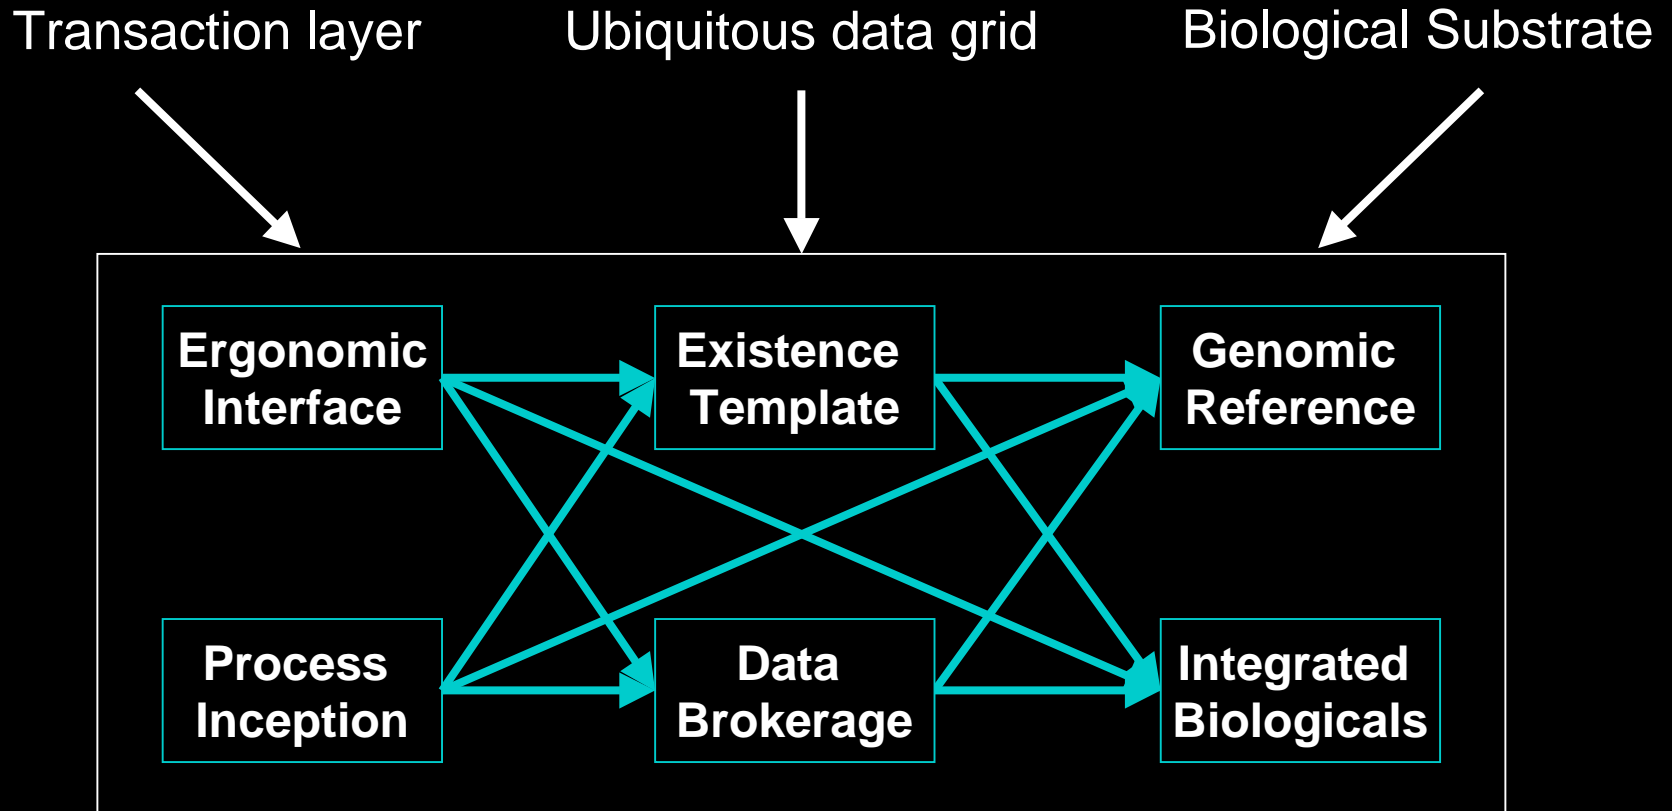 Transaction layer
Ubiquitous data grid
Biological Substrate
Ergonomic
Interface
Existence
Template
Genomic
Reference
Process
Inception
Data
Brokerage
Integrated
Biologicals